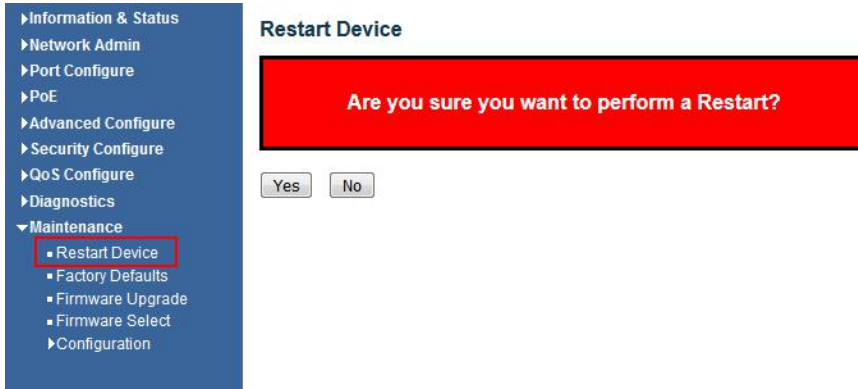 Information & Status
Network Admin
Port Configure
PoE
Advanced Configure
Security Configure
QoS Configure
Diagnostics
Maintenance
Restart Device
Factory Defaults
Firmware Upgrade
Firmware Select
Configuration
Restart Device
Are you sure you want to perform a Restart?
Yes No